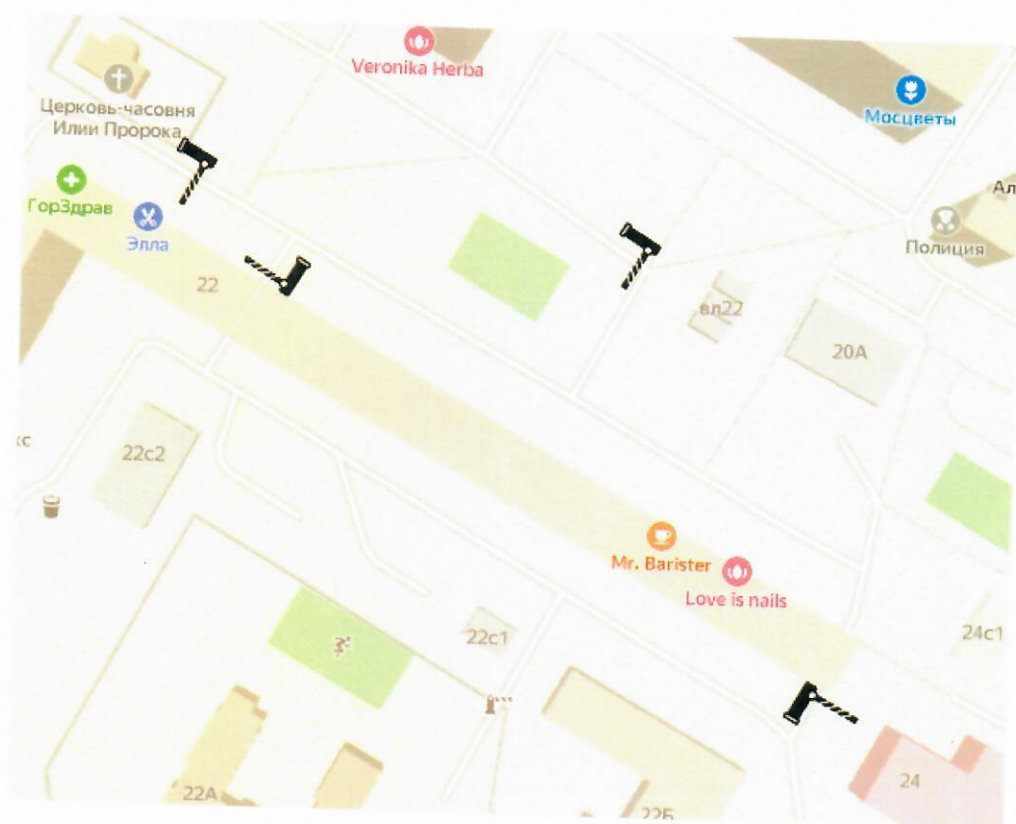 Veronika Herba
Мосцветы
Церковь-часовня
Илии Пророка
Ал
ГорЗдрав
Элла
Полиция
22
вл22
20А
кс
22с2
Mr. Barister
Love is nails
22с1
24с1
24
22А
22Б